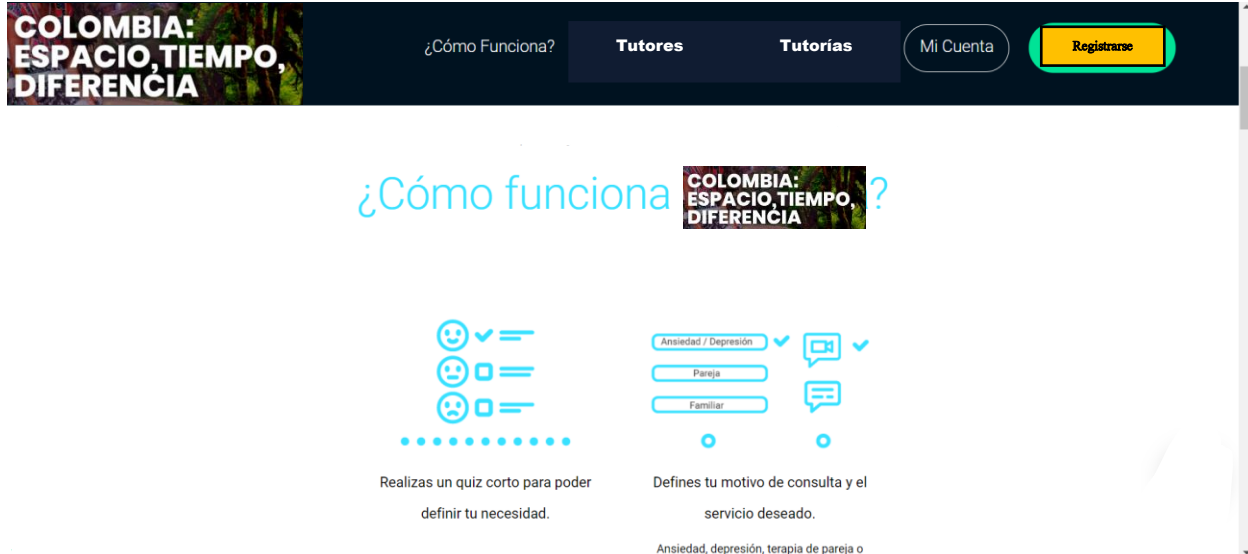 COLOMBIA:
ESPACIO,TIEMPO,
DIFERENCIA
¿Cómo Funciona?
Tutores
Tutorías
Mi Cuenta
Registrarse
¿Cómo funciona COLOMBIA: ESPACIO,TIEMPO, DIFERENCIA ?
Ansiedad / Depresión
Pareja
Familiar
Realizas un quiz corto para poder
definir tu necesidad.
Defines tu motivo de consulta y el
servicio deseado.
Ansiedad, depresión, terapia de pareja o